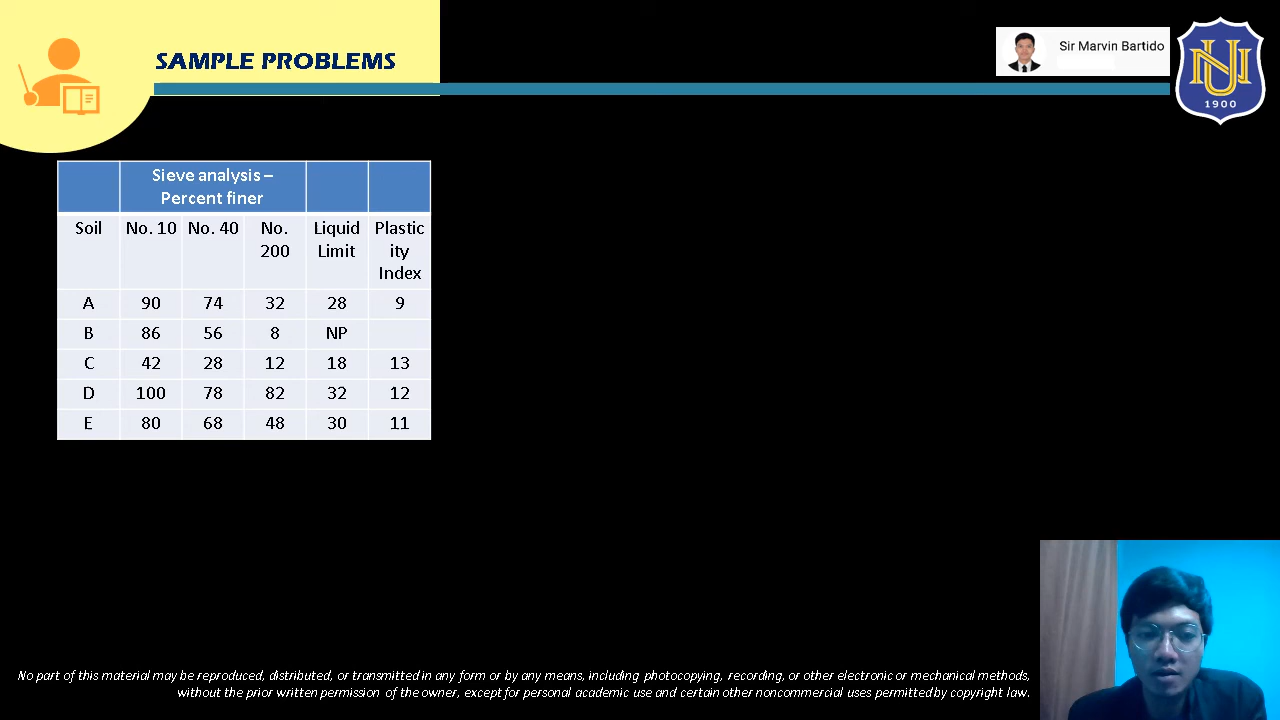 SAMPLE PROBLEMS
Sir Marvin Bartido
NU
1900
Sieve analysis –
Percent finer
Soil No. 10 No. 40 No. 200 Liquid Limit Plasticity Index
A 90 74 32 28 9
B 86 56 8 NP
C 42 28 12 18 13
D 100 78 82 32 12
E 80 68 48 30 11
No part of this material may be reproduced, distributed, or transmitted in any form or by any means, including photocopying, recording, or other electronic or mechanical methods,
without the prior written permission of the owner, except for personal academic use and certain other noncommercial uses permitted by copyright law.